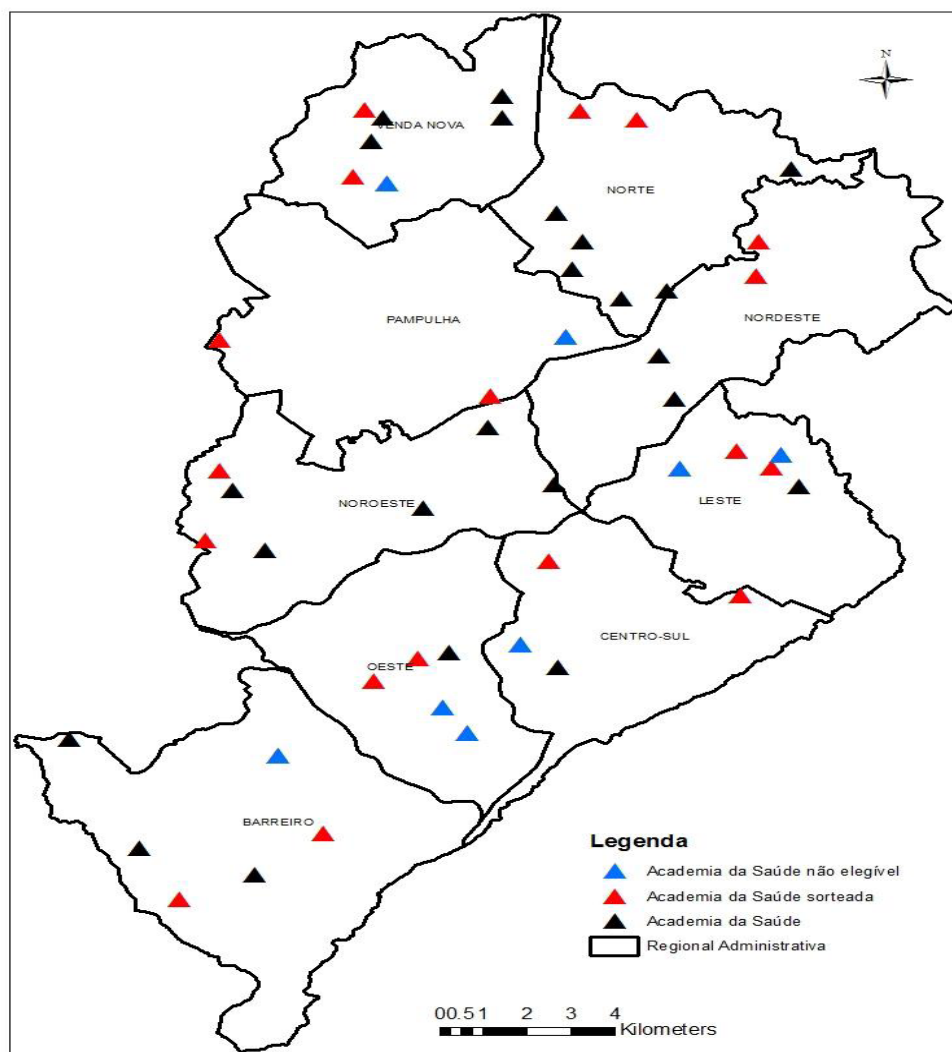 N
VENDA NOVA
NORTE
PAMPULHA
NORDESTE
NOROESTE
LESTE
CENTRO-SUL
OESTE
BARREIRO
Legenda
Academia da Saúde não elegível
Academia da Saúde sorteada
Academia da Saúde
Regional Administrativa
00.51 2 3 4
Kilometers